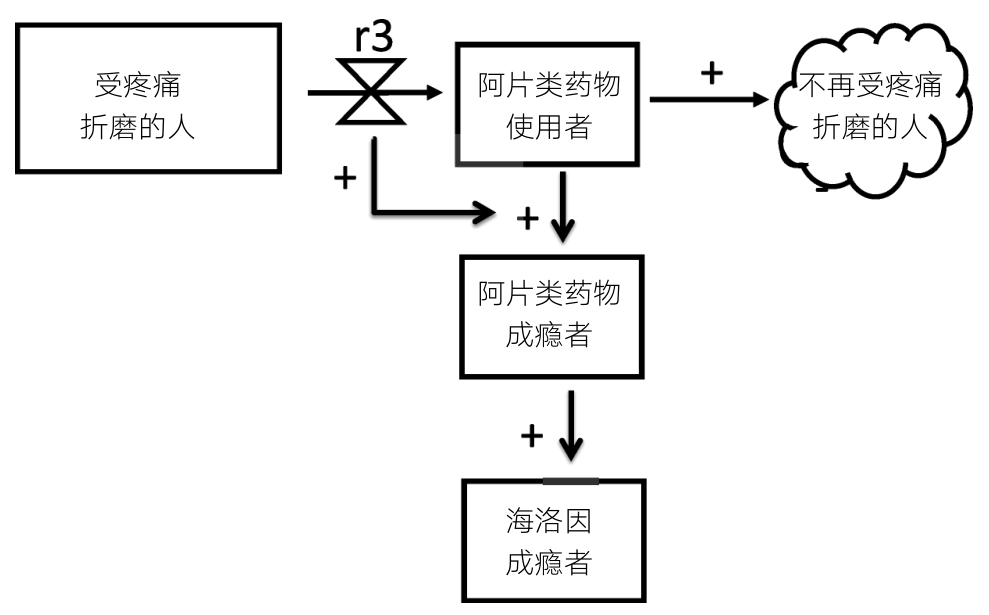 r3
受疼痛
折磨的人
+
阿片类药物
使用者
+
不再受疼痛
折磨的人
-
+
阿片类药物
成瘾者
+
海洛因
成瘾者